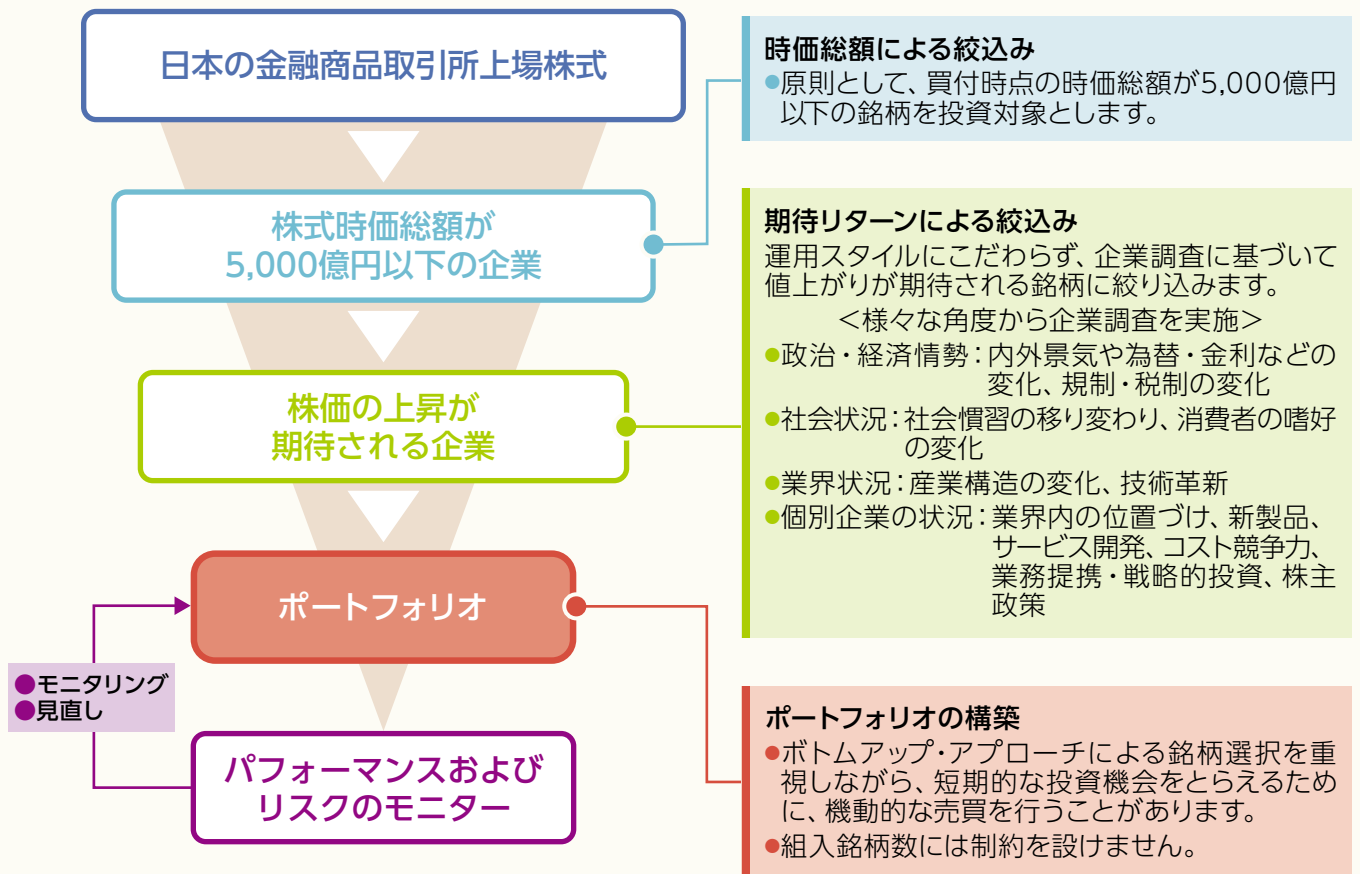 日本の金融商品取引所上場株式
株式時価総額が
5,000億円以下の企業
株価の上昇が
期待される企業
ポートフォリオ
●モニタリング
●見直し
パフォーマンスおよび
リスクのモニター
時価総額による絞込み
●原則として、買付時点の時価総額が5,000億円
以下の銘柄を投資対象とします。
期待リターンによる絞込み
運用スタイルにこだわらず、企業調査に基づいて
値上がりが期待される銘柄に絞り込みます。
＜様々な角度から企業調査を実施＞
●政治・経済情勢：内外景気や為替・金利などの
変化、規制・税制の変化
●社会状況：社会慣習の移り変わり、消費者の嗜好
の変化
●業界状況：産業構造の変化、技術革新
●個別企業の状況：業界内の位置づけ、新製品、
サービス開発、コスト競争力、
業務提携・戦略的投資、株主
政策
ポートフォリオの構築
●ボトムアップ・アプローチによる銘柄選択を重
視しながら、短期的な投資機会をとらえるため
に、機動的な売買を行うことがあります。
●組入銘柄数には制約を設けません。